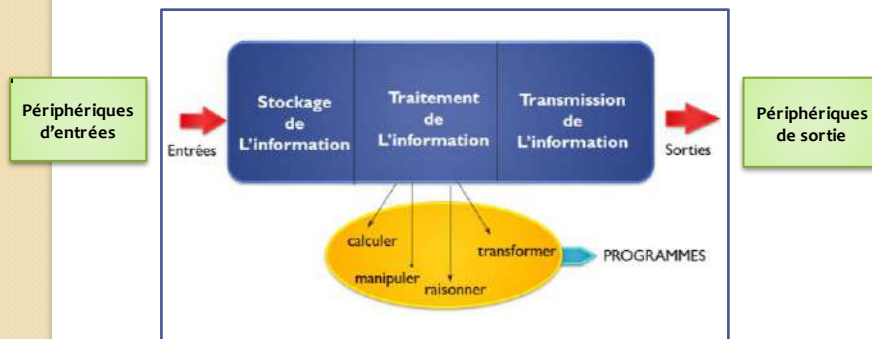 Périphériques
d'entrées
Entrées
Stockage
de
L'information
Traitement
de
L'information
Transmission
de
L'information
Sorties
Périphériques
de sortie
calculer
manipuler
raisonner
transformer
PROGRAMMES